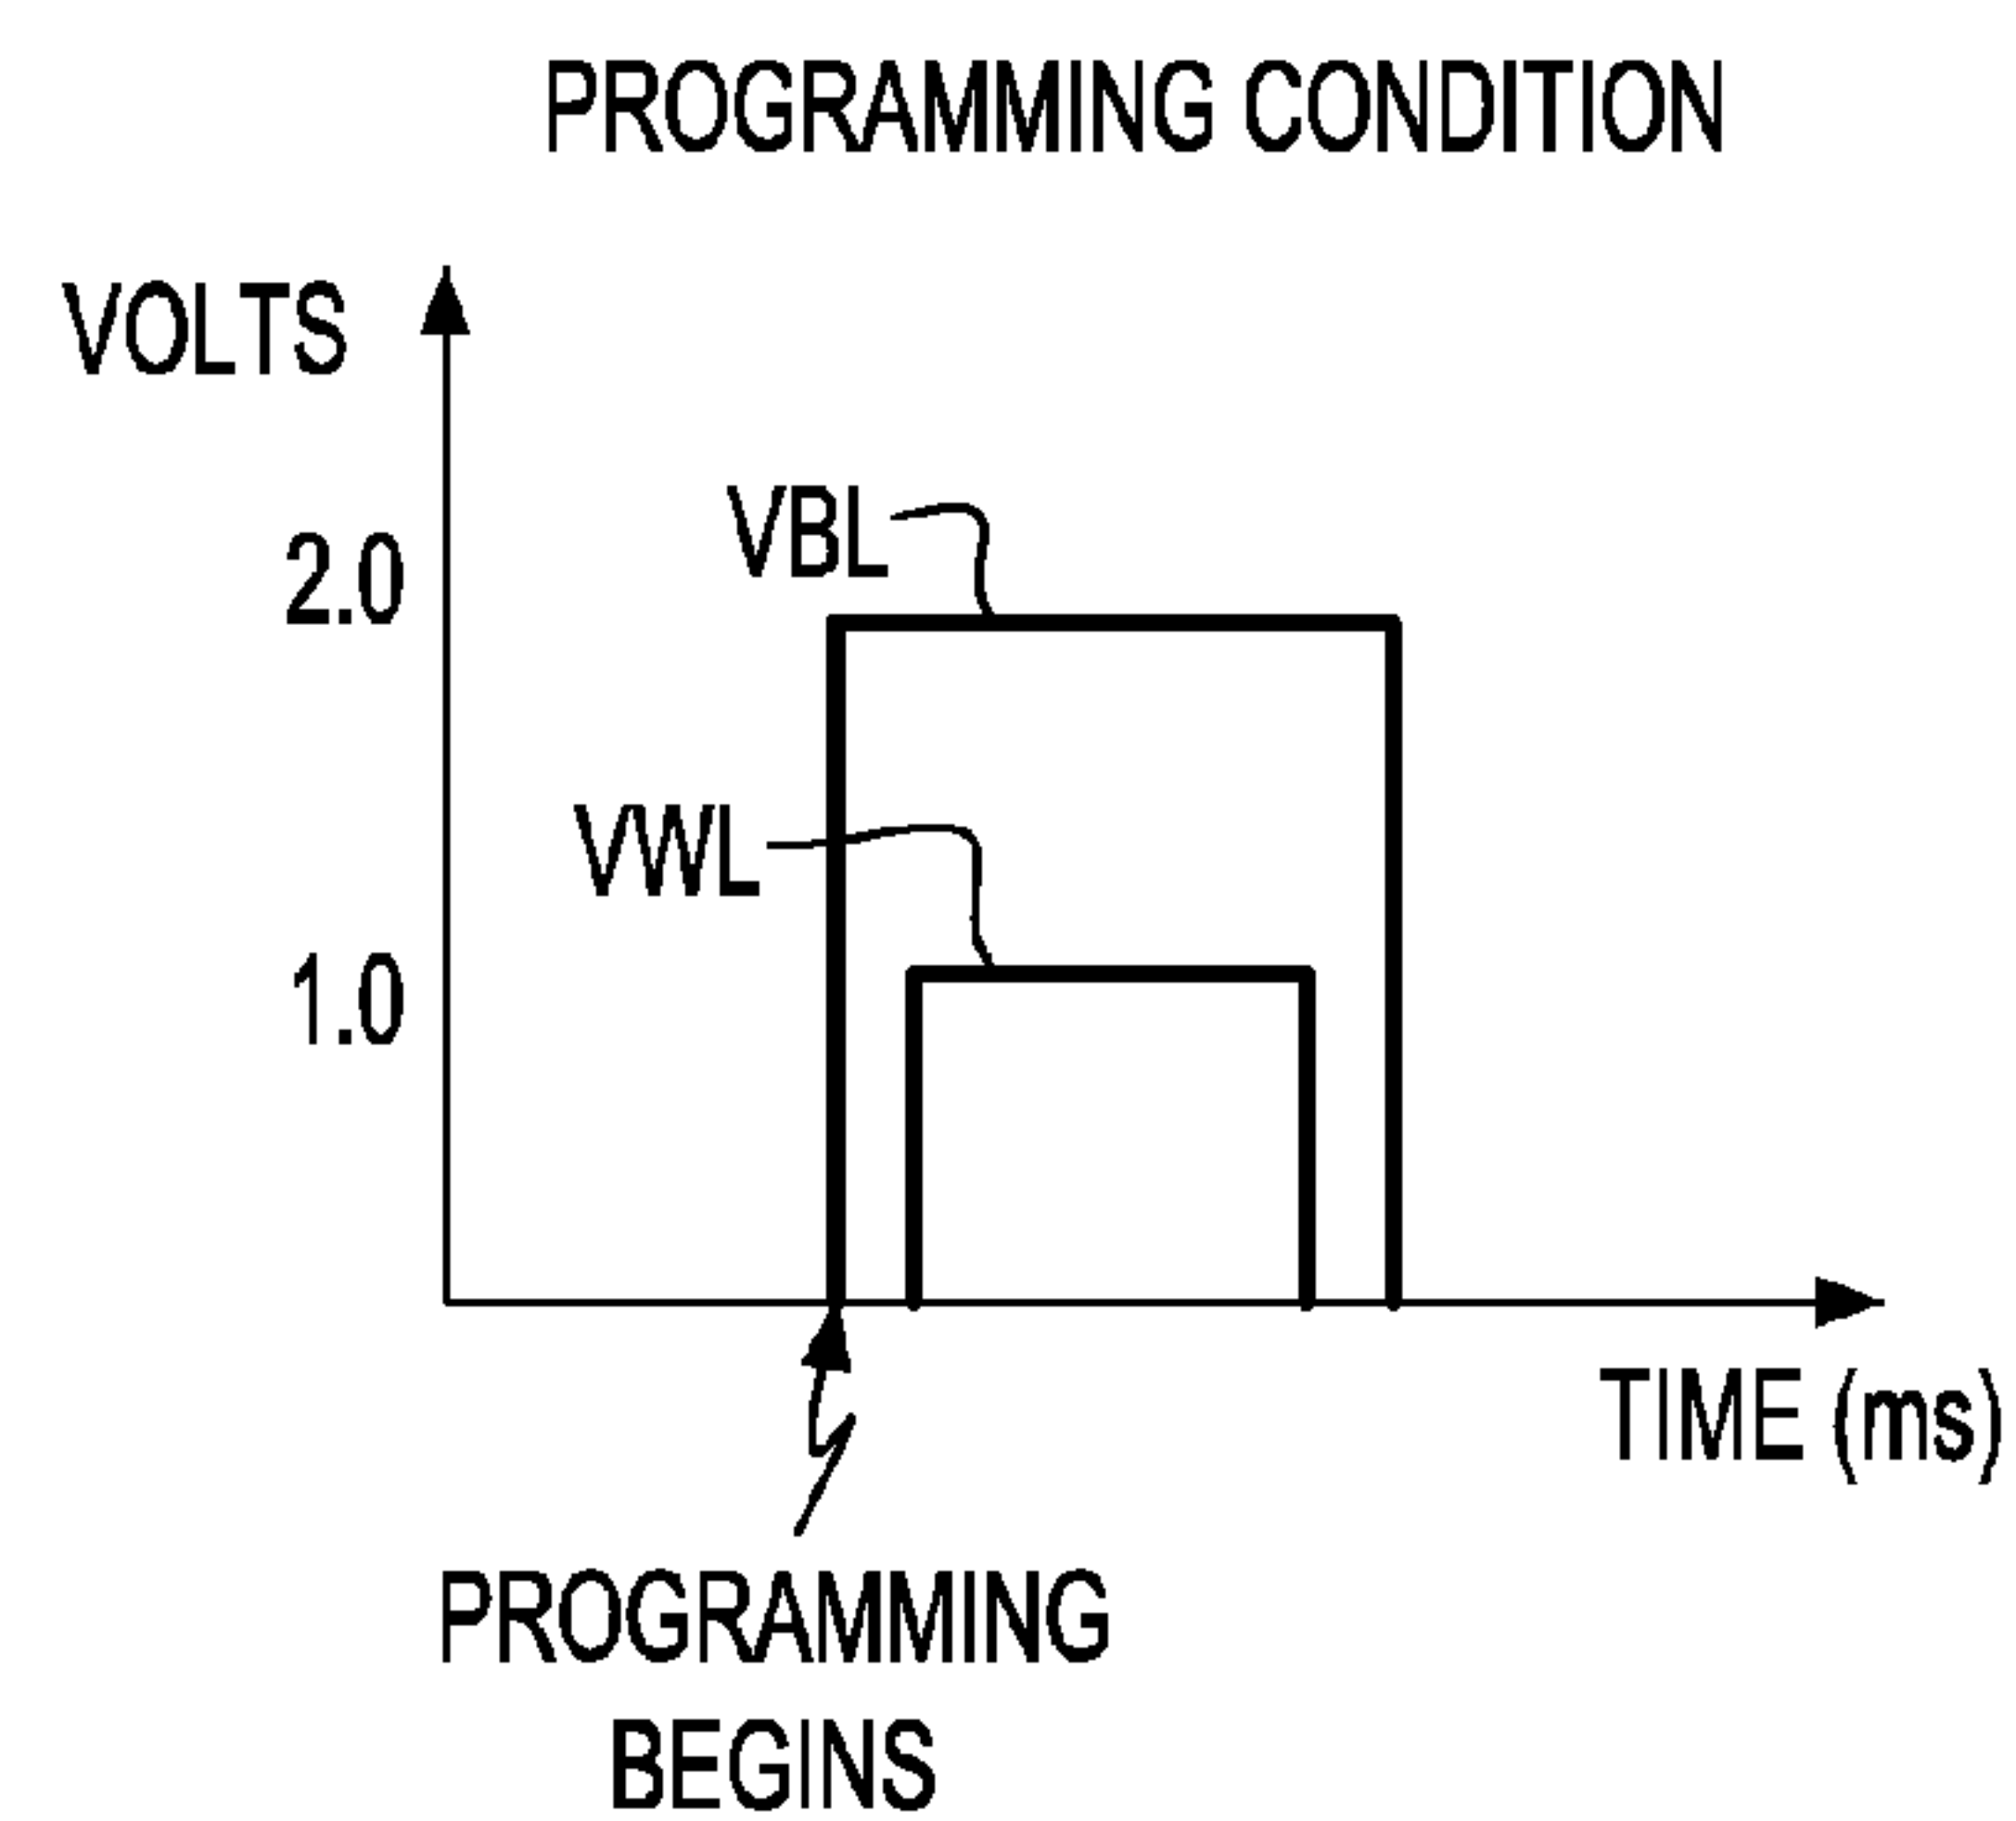 PROGRAMMING CONDITION
VOLTS
VBL
2.0
VWL
1.0
TIME (ms)
PROGRAMMING
BEGINS